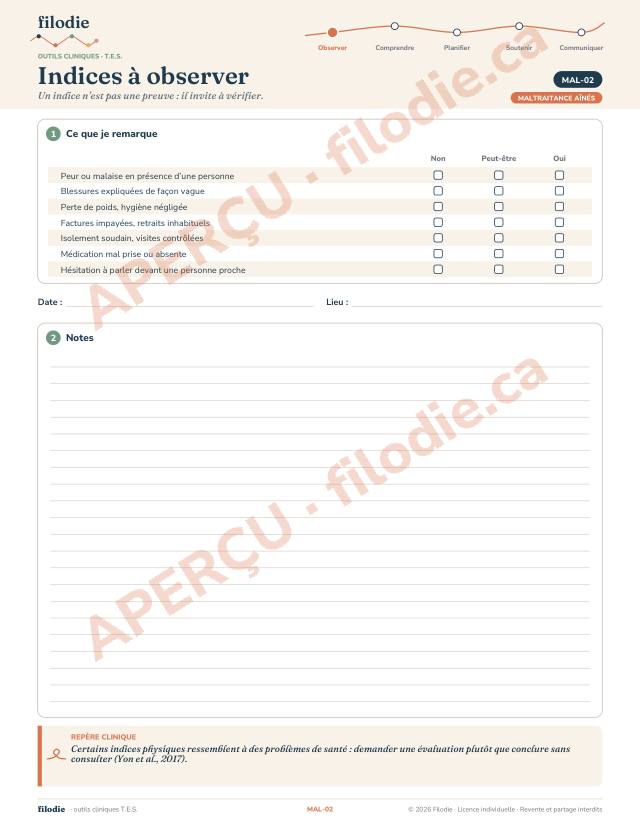 filodie
Observer Comprendre Planifier Soutenir Communiquer
OUTILS CLINIQUES · T.E.S.
Indices à observer
MAL-02
Un indice n'est pas une preuve : il invite à vérifier.
MALTRAITANCE AÎNÉS
1 Ce que je remarque
Non Peut-être Oui
Peur ou malaise en présence d'une personne
Blessures expliquées de façon vague
Perte de poids, hygiène négligée
Factures impayées, retraits inhabituels
Isolement soudain, visites contrôlées
Médication mal prise ou absente
Hésitation à parler devant une personne proche
APERÇU · filodie.ca
Date : Lieu :
2 Notes
APERÇU · filodie.ca
REPÈRE CLINIQUE
Certains indices physiques ressemblent à des problèmes de santé : demander une évaluation plutôt que conclure sans
consulter (Yon et al., 2017).
filodie · outils cliniques T.E.S. MAL-02 © 2026 Filodie · Licence individuelle · Revente et partage interdits